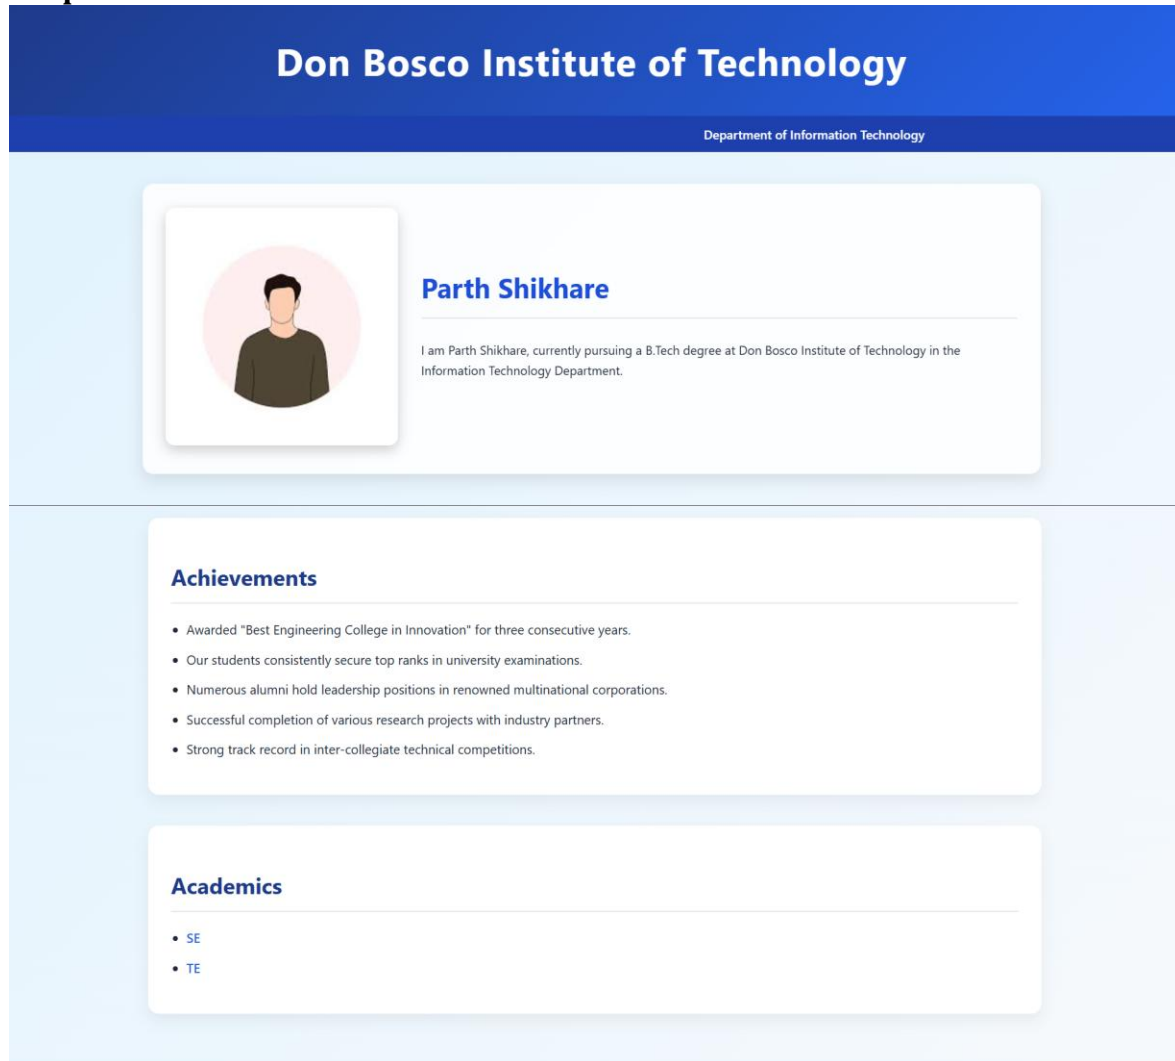 Don Bosco Institute of Technology
Department of Information Technology
Parth Shikhare
I am Parth Shikhare, currently pursuing a B.Tech degree at Don Bosco Institute of Technology in the
Information Technology Department.
Achievements
• Awarded "Best Engineering College in Innovation" for three consecutive years.
• Our students consistently secure top ranks in university examinations.
• Numerous alumni hold leadership positions in renowned multinational corporations.
• Successful completion of various research projects with industry partners.
• Strong track record in inter-collegiate technical competitions.
Academics
• SE
• TE